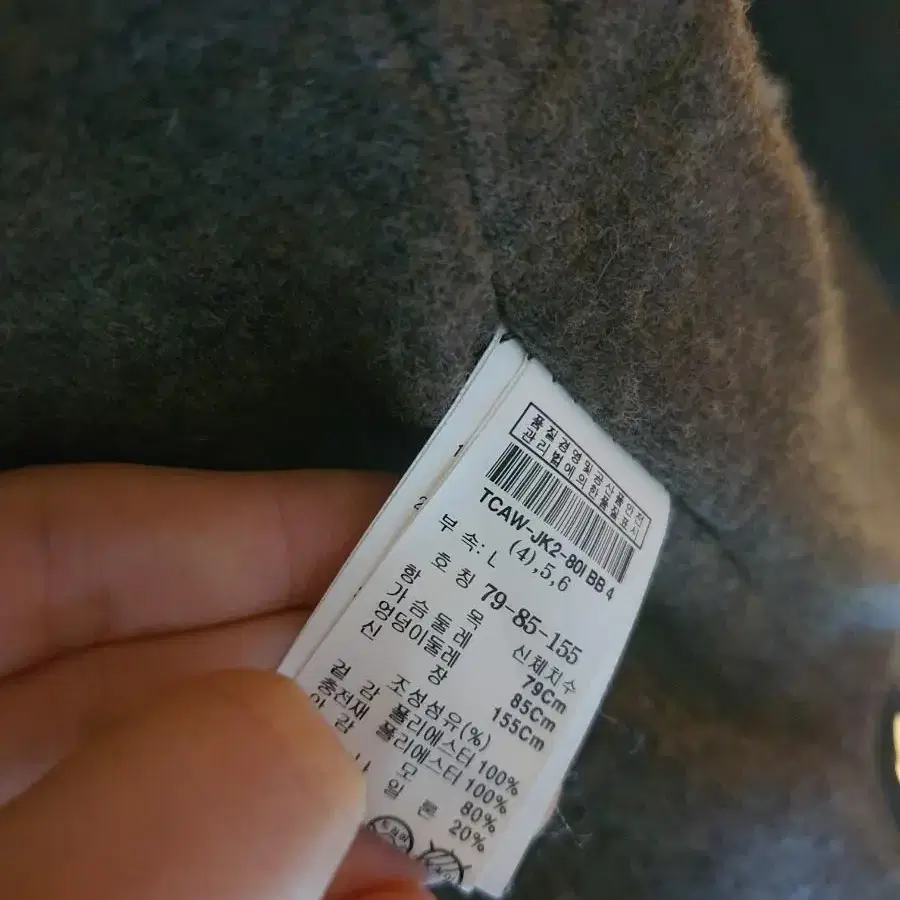 1
2
품질경영및공산품안전
관리법에의한품질표시
TCAW-JK2-80I BB 4
부 속: L (4),5,6
호 칭 79-85-155
항 목 신체치수
가슴둘레 79Cm
엉덩이둘레 85Cm
신 장 155Cm
조성섬유(%)
겉 감 폴리에스터 100%
충전재 폴리에스터 100%
안 감 모 80%
나일론 20%